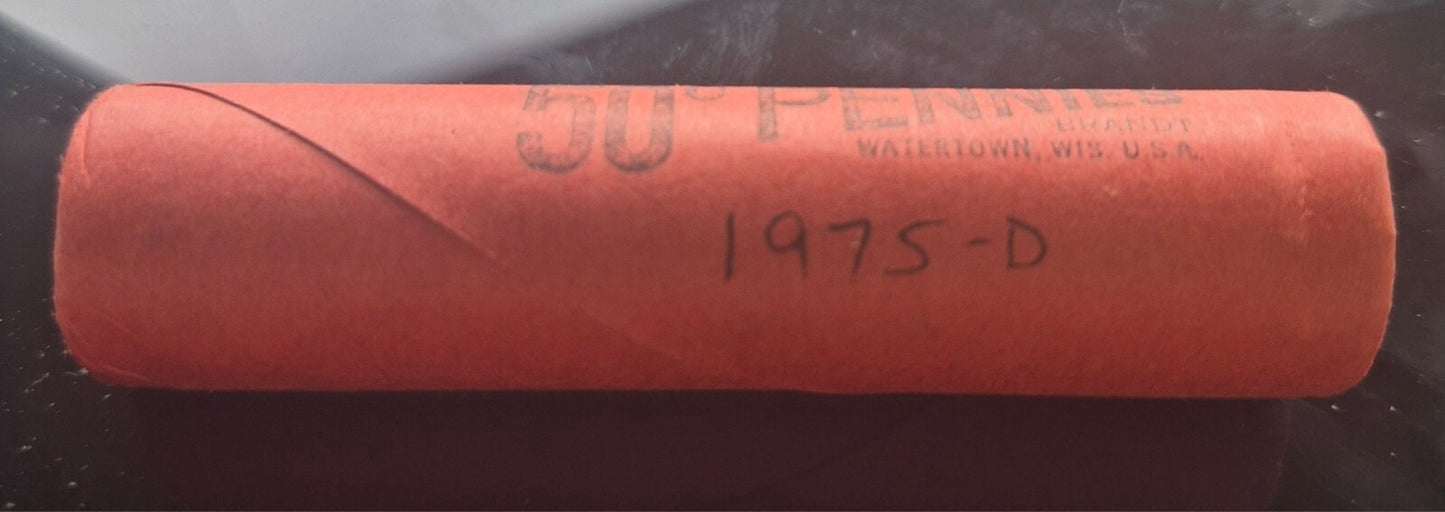 50¢ PENNIES
BRANDT
WATERTOWN, WIS. U.S.A.
1975-D